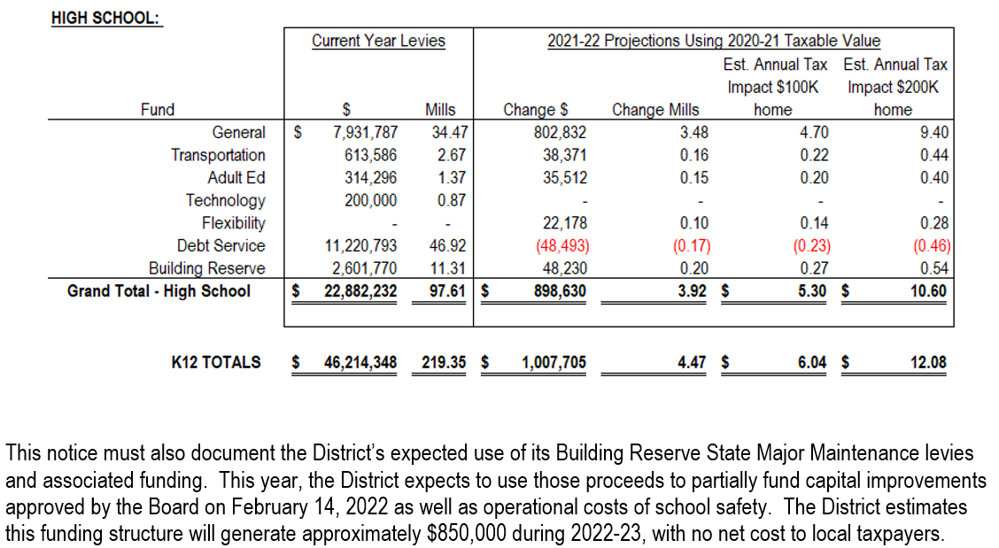 HIGH SCHOOL:
Current Year Levies 2021-22 Projections Using 2020-21 Taxable Value
Est. Annual Tax Est. Annual Tax
Impact $100K Impact $200K
Fund $ Mills Change $ Change Mills home home
General $ 7,931,787 34.47 802,832 3.48 4.70 9.40
Transportation 613,586 2.67 38,371 0.16 0.22 0.44
Adult Ed 314,296 1.37 35,512 0.15 0.20 0.40
Technology 200,000 0.87 - - - -
Flexibility - - 22,178 0.10 0.14 0.28
Debt Service 11,220,793 46.92 (48,493) (0.17) (0.23) (0.46)
Building Reserve 2,601,770 11.31 48,230 0.20 0.27 0.54
Grand Total - High School $ 22,882,232 97.61 $ 898,630 3.92 $ 5.30 $ 10.60
K12 TOTALS $ 46,214,348 219.35 $ 1,007,705 4.47 $ 6.04 $ 12.08
This notice must also document the District’s expected use of its Building Reserve State Major Maintenance levies
and associated funding.  This year, the District expects to use those proceeds to partially fund capital improvements
approved by the Board on February 14, 2022 as well as operational costs of school safety.  The District estimates
this funding structure will generate approximately $850,000 during 2022-23, with no net cost to local taxpayers.